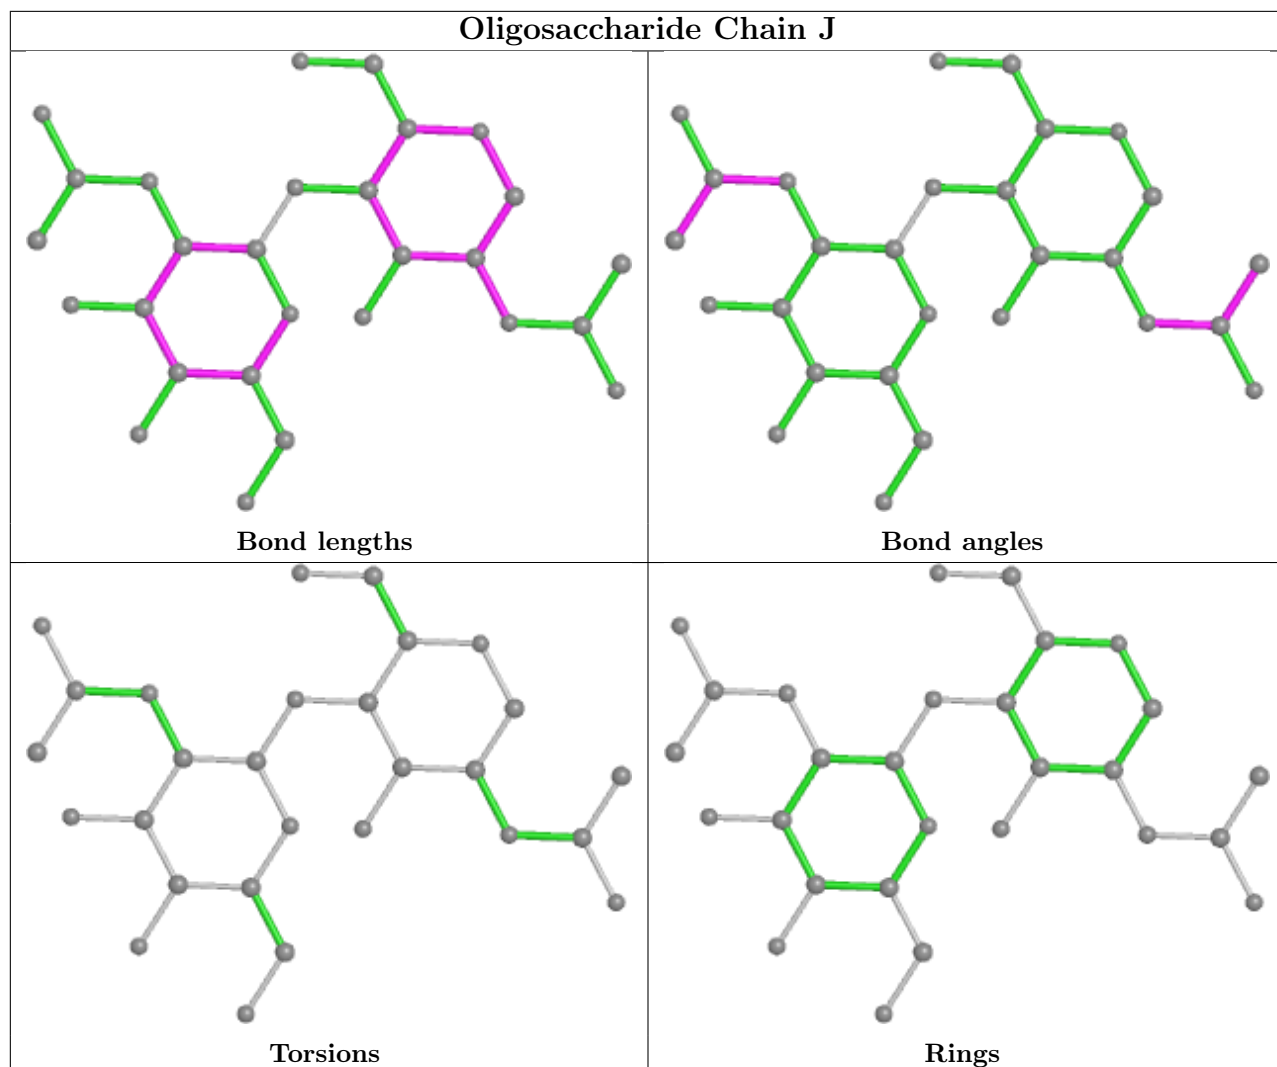 Oligosaccharide Chain J
Bond lengths
Bond angles
Torsions
Rings